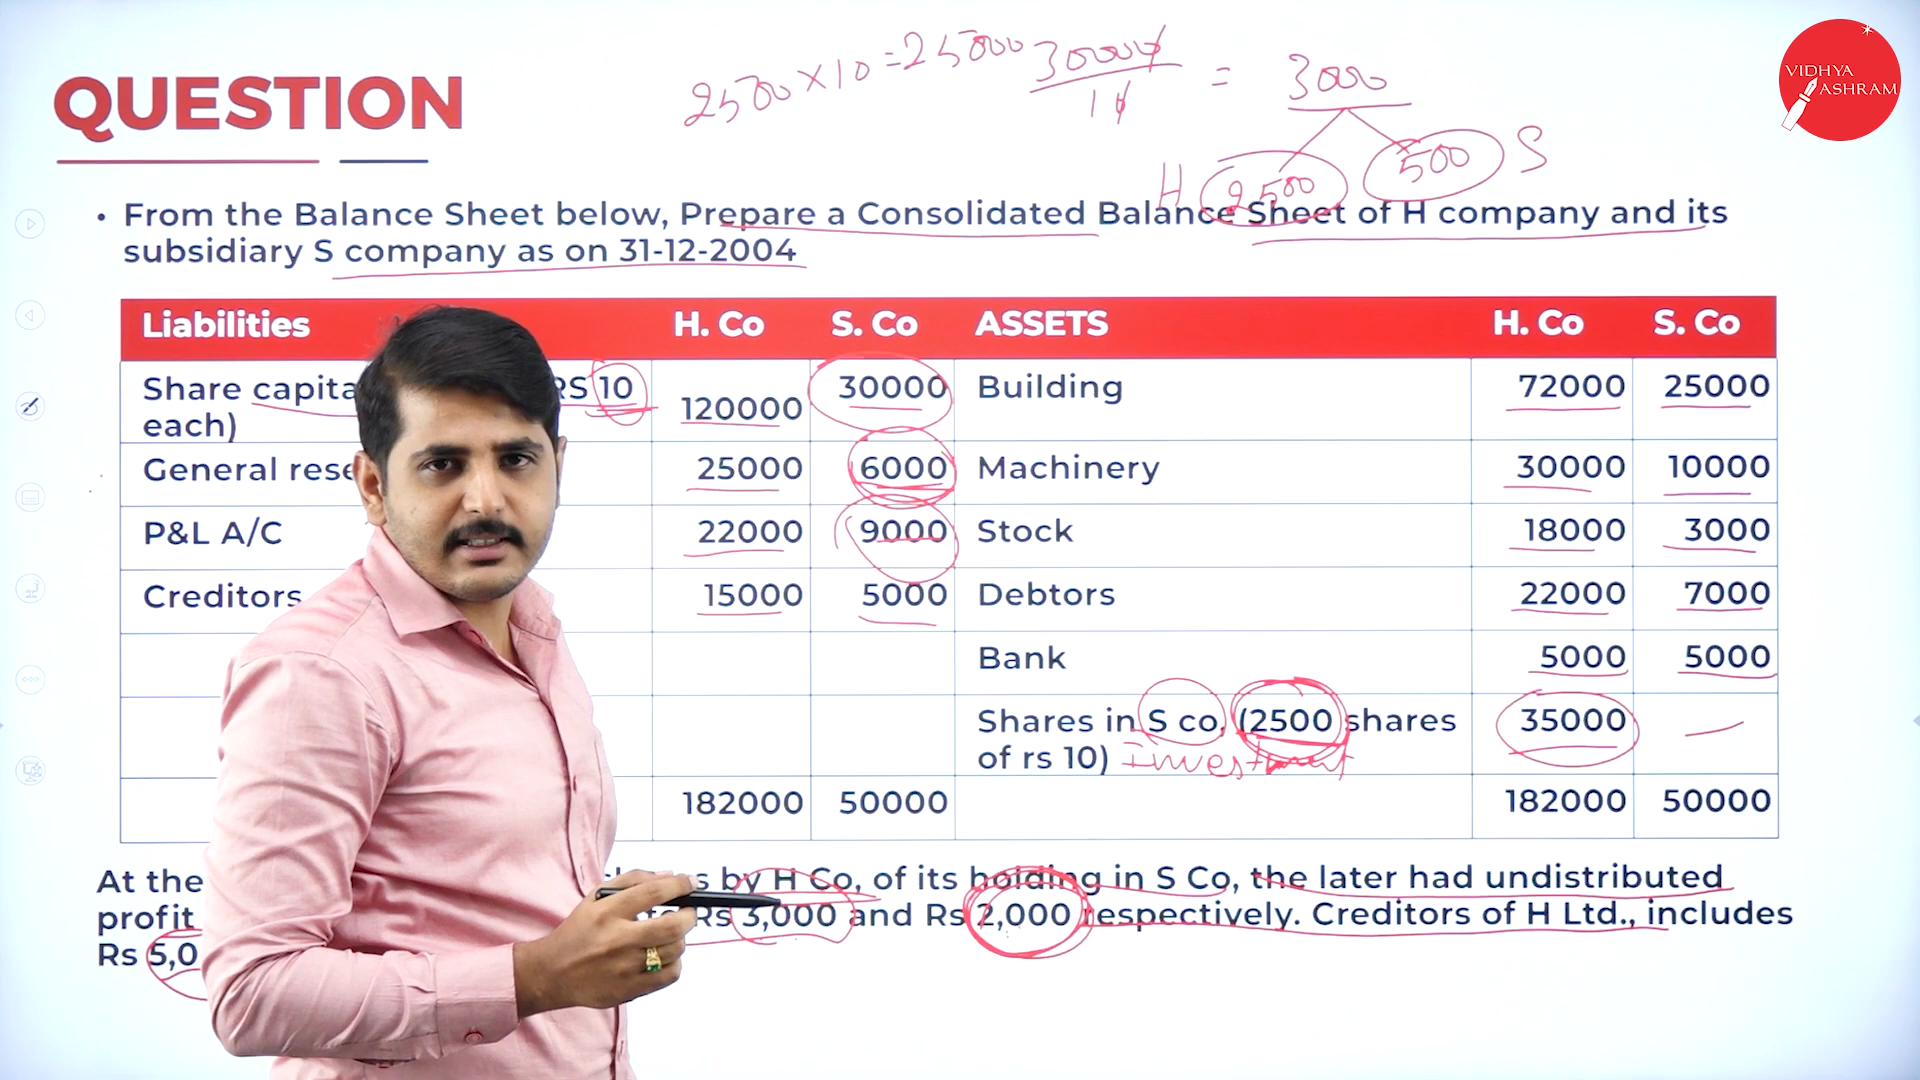 2500 × 10 = 25000 30000 / 10 = 3000
H 2500 500 S
VIDHYA
ASHRAM
QUESTION
• From the Balance Sheet below, Prepare a Consolidated Balance Sheet of H company and its
subsidiary S company as on 31-12-2004
Liabilities H. Co S. Co ASSETS H. Co S. Co
Share capita RS 10
each) 120000 30000 Building 72000 25000
General rese 25000 6000 Machinery 30000 10000
P&L A/C 22000 9000 Stock 18000 3000
Creditors 15000 5000 Debtors 22000 7000
Bank 5000 5000
Shares in S co, (2500 shares 35000 —
of rs 10) Investment
182000 50000 182000 50000
At the by H Co, of its holding in S Co, the later had undistributed
profit Rs 3,000 and Rs 2,000 respectively. Creditors of H Ltd., includes
Rs 5,0